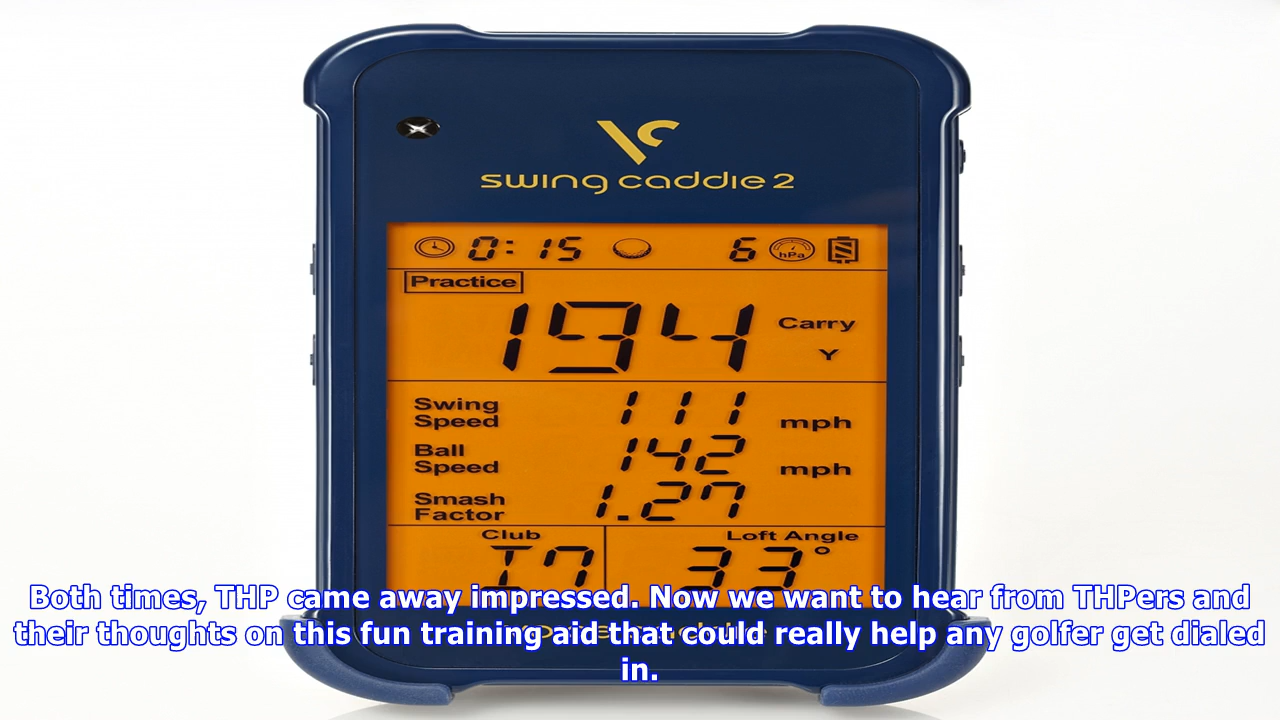 swing caddie 2
0:15 6 hPa
Practice
194 Carry
Y
Swing Speed 111 mph
Ball Speed 142 mph
Smash Factor 1.27
Club Loft Angle
I7 33°
Both times, THP came away impressed. Now we want to hear from THPers and
their thoughts on this fun training aid that could really help any golfer get dialed
in.